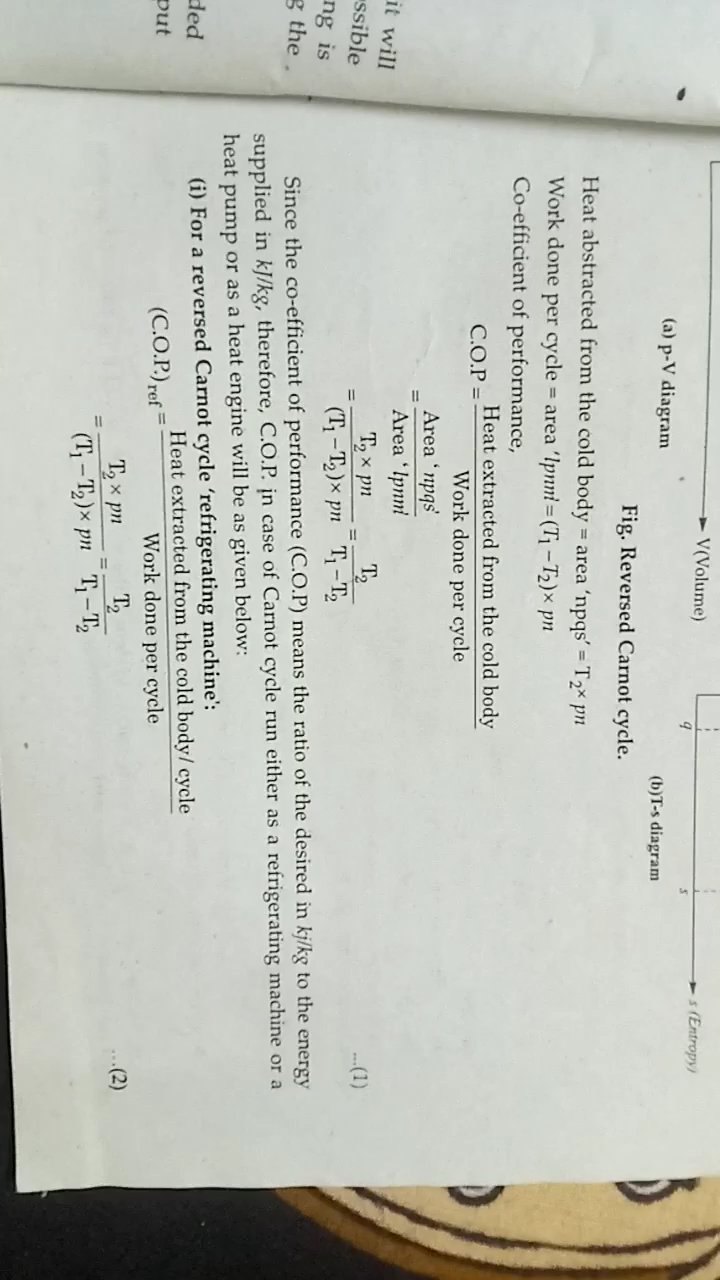 it will
ssible
ng is
g the
ded
put
V(Volume)
q
s
s (Entropy)
(a) p-V diagram
(b)T-s diagram
Fig. Reversed Carnot cycle.
Heat abstracted from the cold body = area 'npqs' = T₂× pn
Work done per cycle = area 'lpnm' = (T₁ – T₂)× pn
Co-efficient of performance,
C.O.P = Heat extracted from the cold body / Work done per cycle
= Area 'npqs' / Area 'lpnm'
= T₂ × pn / (T₁ – T₂)× pn = T₂ / T₁ – T₂ ...(1)
Since the co-efficient of performance (C.O.P) means the ratio of the desired in kj/kg to the energy
supplied in kJ/kg, therefore, C.O.P. in case of Carnot cycle run either as a refrigerating machine or a
heat pump or as a heat engine will be as given below:
(i) For a reversed Carnot cycle 'refrigerating machine':
(C.O.P.)ref = Heat extracted from the cold body/ cycle / Work done per cycle
= T₂ × pn / (T₁ – T₂)× pn = T₂ / T₁ – T₂ ...(2)